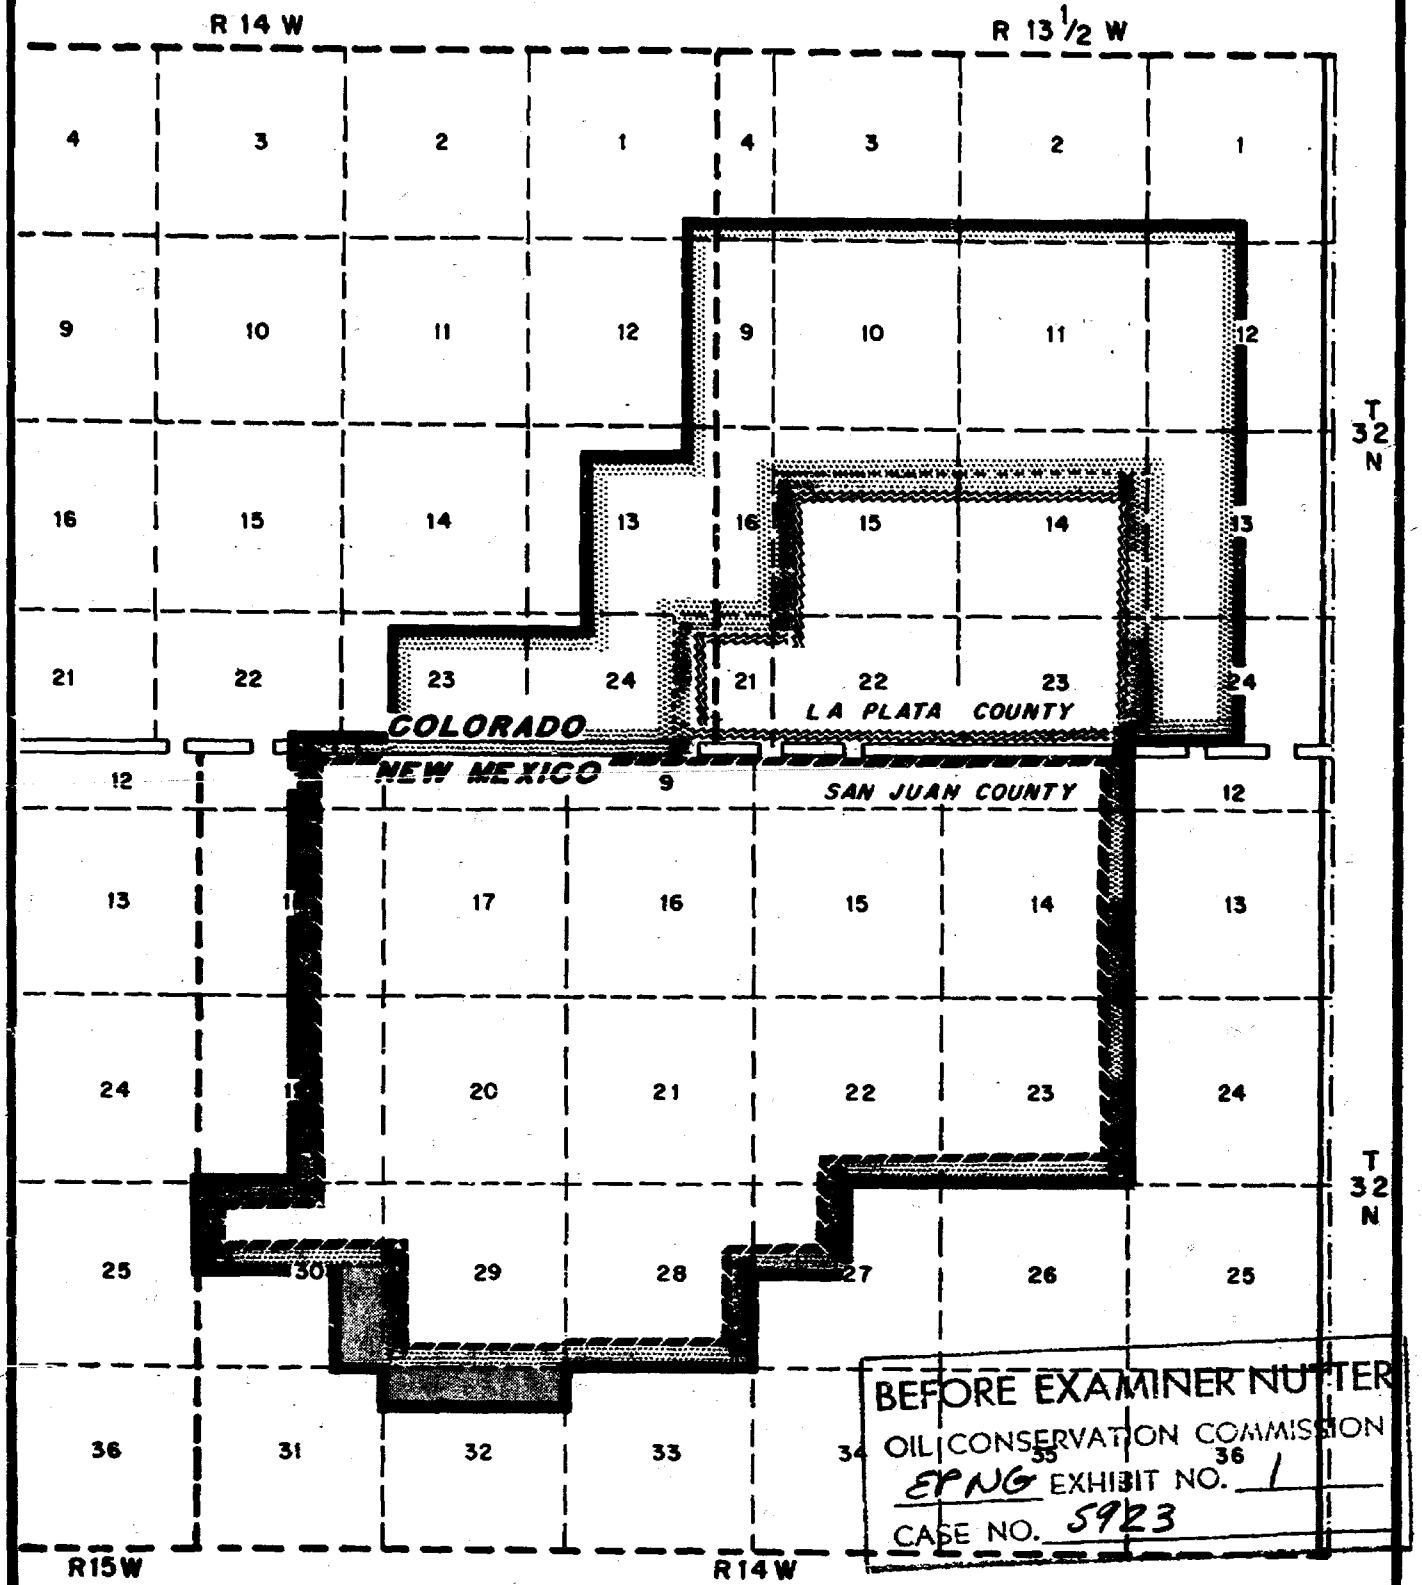 R 14 W R 13 1/2 W
4 3 2 1 4 3 2 1
9 10 11 12 9 10 11 12
T
32
N
16 15 14 13 16 15 14 13
21 22 23 24 21 22 23 24
LA PLATA COUNTY
COLORADO
NEW MEXICO
12 9 SAN JUAN COUNTY 12
13 17 16 15 14 13
24 19 20 21 22 23 24
T
32
N
25 30 29 28 27 26 25
36 31 32 33 34 35 36
BEFORE EXAMINER NUTTER
OIL CONSERVATION COMMISSION
EPNG EXHIBIT NO. 1
CASE NO. 5923
R15W R14W